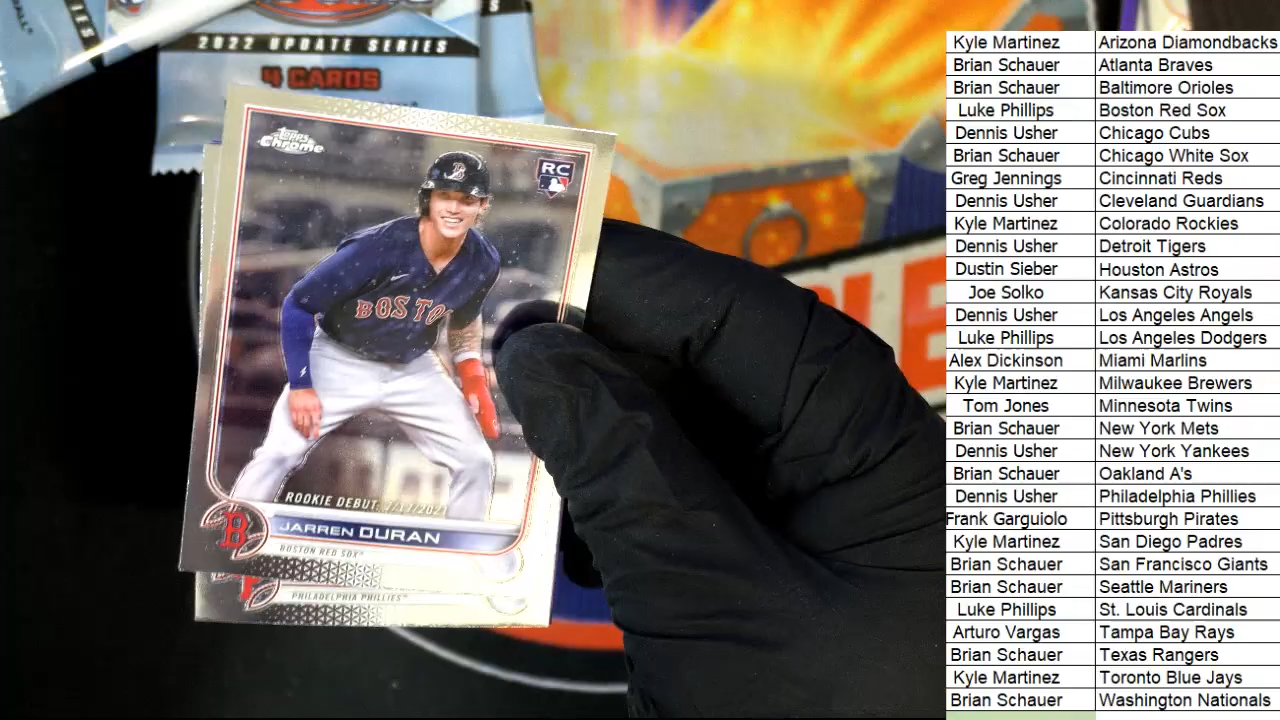 2022 UPDATE SERIES
4 CARDS
Topps
Chrome
RC
B
BOSTO
ROOKIE DEBUT:
B
JARREN DURAN
BOSTON RED SOX™
PHILADELPHIA PHILLIES™
Kyle Martinez Arizona Diamondbacks
Brian Schauer Atlanta Braves
Brian Schauer Baltimore Orioles
Luke Phillips Boston Red Sox
Dennis Usher Chicago Cubs
Brian Schauer Chicago White Sox
Greg Jennings Cincinnati Reds
Dennis Usher Cleveland Guardians
Kyle Martinez Colorado Rockies
Dennis Usher Detroit Tigers
Dustin Sieber Houston Astros
Joe Solko Kansas City Royals
Dennis Usher Los Angeles Angels
Luke Phillips Los Angeles Dodgers
Alex Dickinson Miami Marlins
Kyle Martinez Milwaukee Brewers
Tom Jones Minnesota Twins
Brian Schauer New York Mets
Dennis Usher New York Yankees
Brian Schauer Oakland A's
Dennis Usher Philadelphia Phillies
Frank Garguiolo Pittsburgh Pirates
Kyle Martinez San Diego Padres
Brian Schauer San Francisco Giants
Brian Schauer Seattle Mariners
Luke Phillips St. Louis Cardinals
Arturo Vargas Tampa Bay Rays
Brian Schauer Texas Rangers
Kyle Martinez Toronto Blue Jays
Brian Schauer Washington Nationals